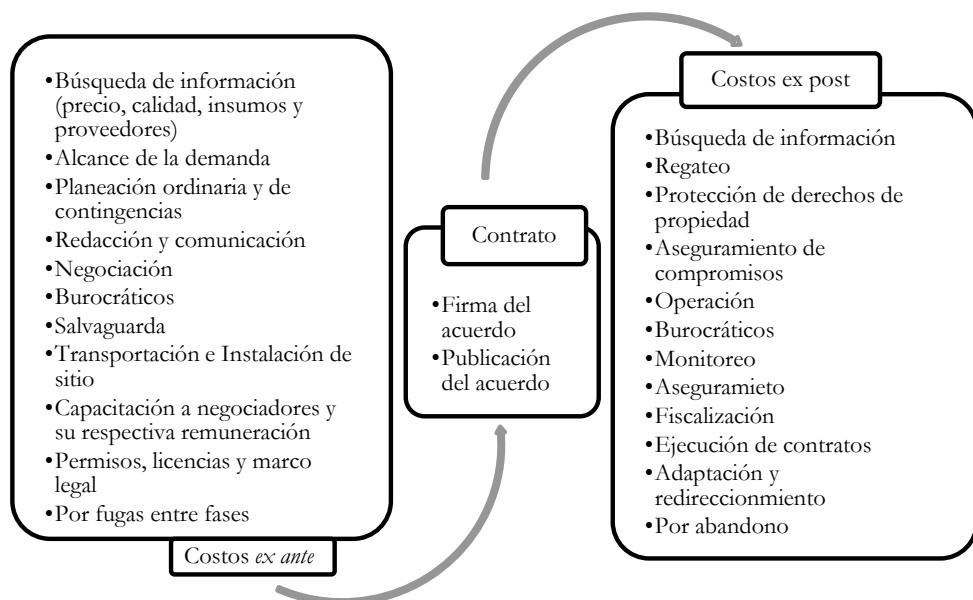 •Búsqueda de información
(precio, calidad, insumos y
proveedores)
•Alcance de la demanda
•Planeación ordinaria y de
contingencias
•Redacción y comunicación
•Negociación
•Burocráticos
•Salvaguarda
•Transportación e Instalación de
sitio
•Capacitación a negociadores y
su respectiva remuneración
•Permisos, licencias y marco
legal
•Por fugas entre fases
Costos ex ante
Contrato
•Firma del
acuerdo
•Publicación
del acuerdo
Costos ex post
•Búsqueda de información
•Regateo
•Protección de derechos de
propiedad
•Aseguramiento de
compromisos
•Operación
•Burocráticos
•Monitoreo
•Aseguramieto
•Fiscalización
•Ejecución de contratos
•Adaptación y
redireccionmiento
•Por abandono